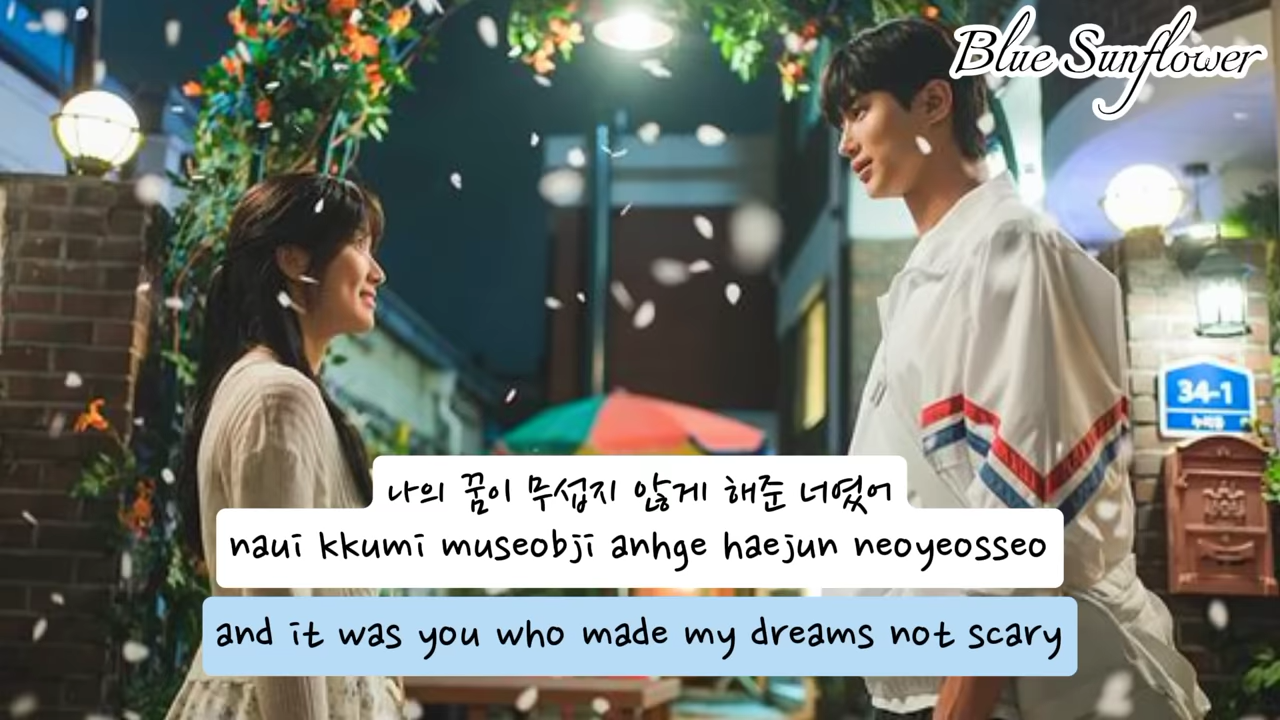 Blue Sunflower
34-1
나의 꿈이 무섭지 않게 해준 너였어
naui kkumi museobji anhge haejun neoyeosseo
and it was you who made my dreams not scary